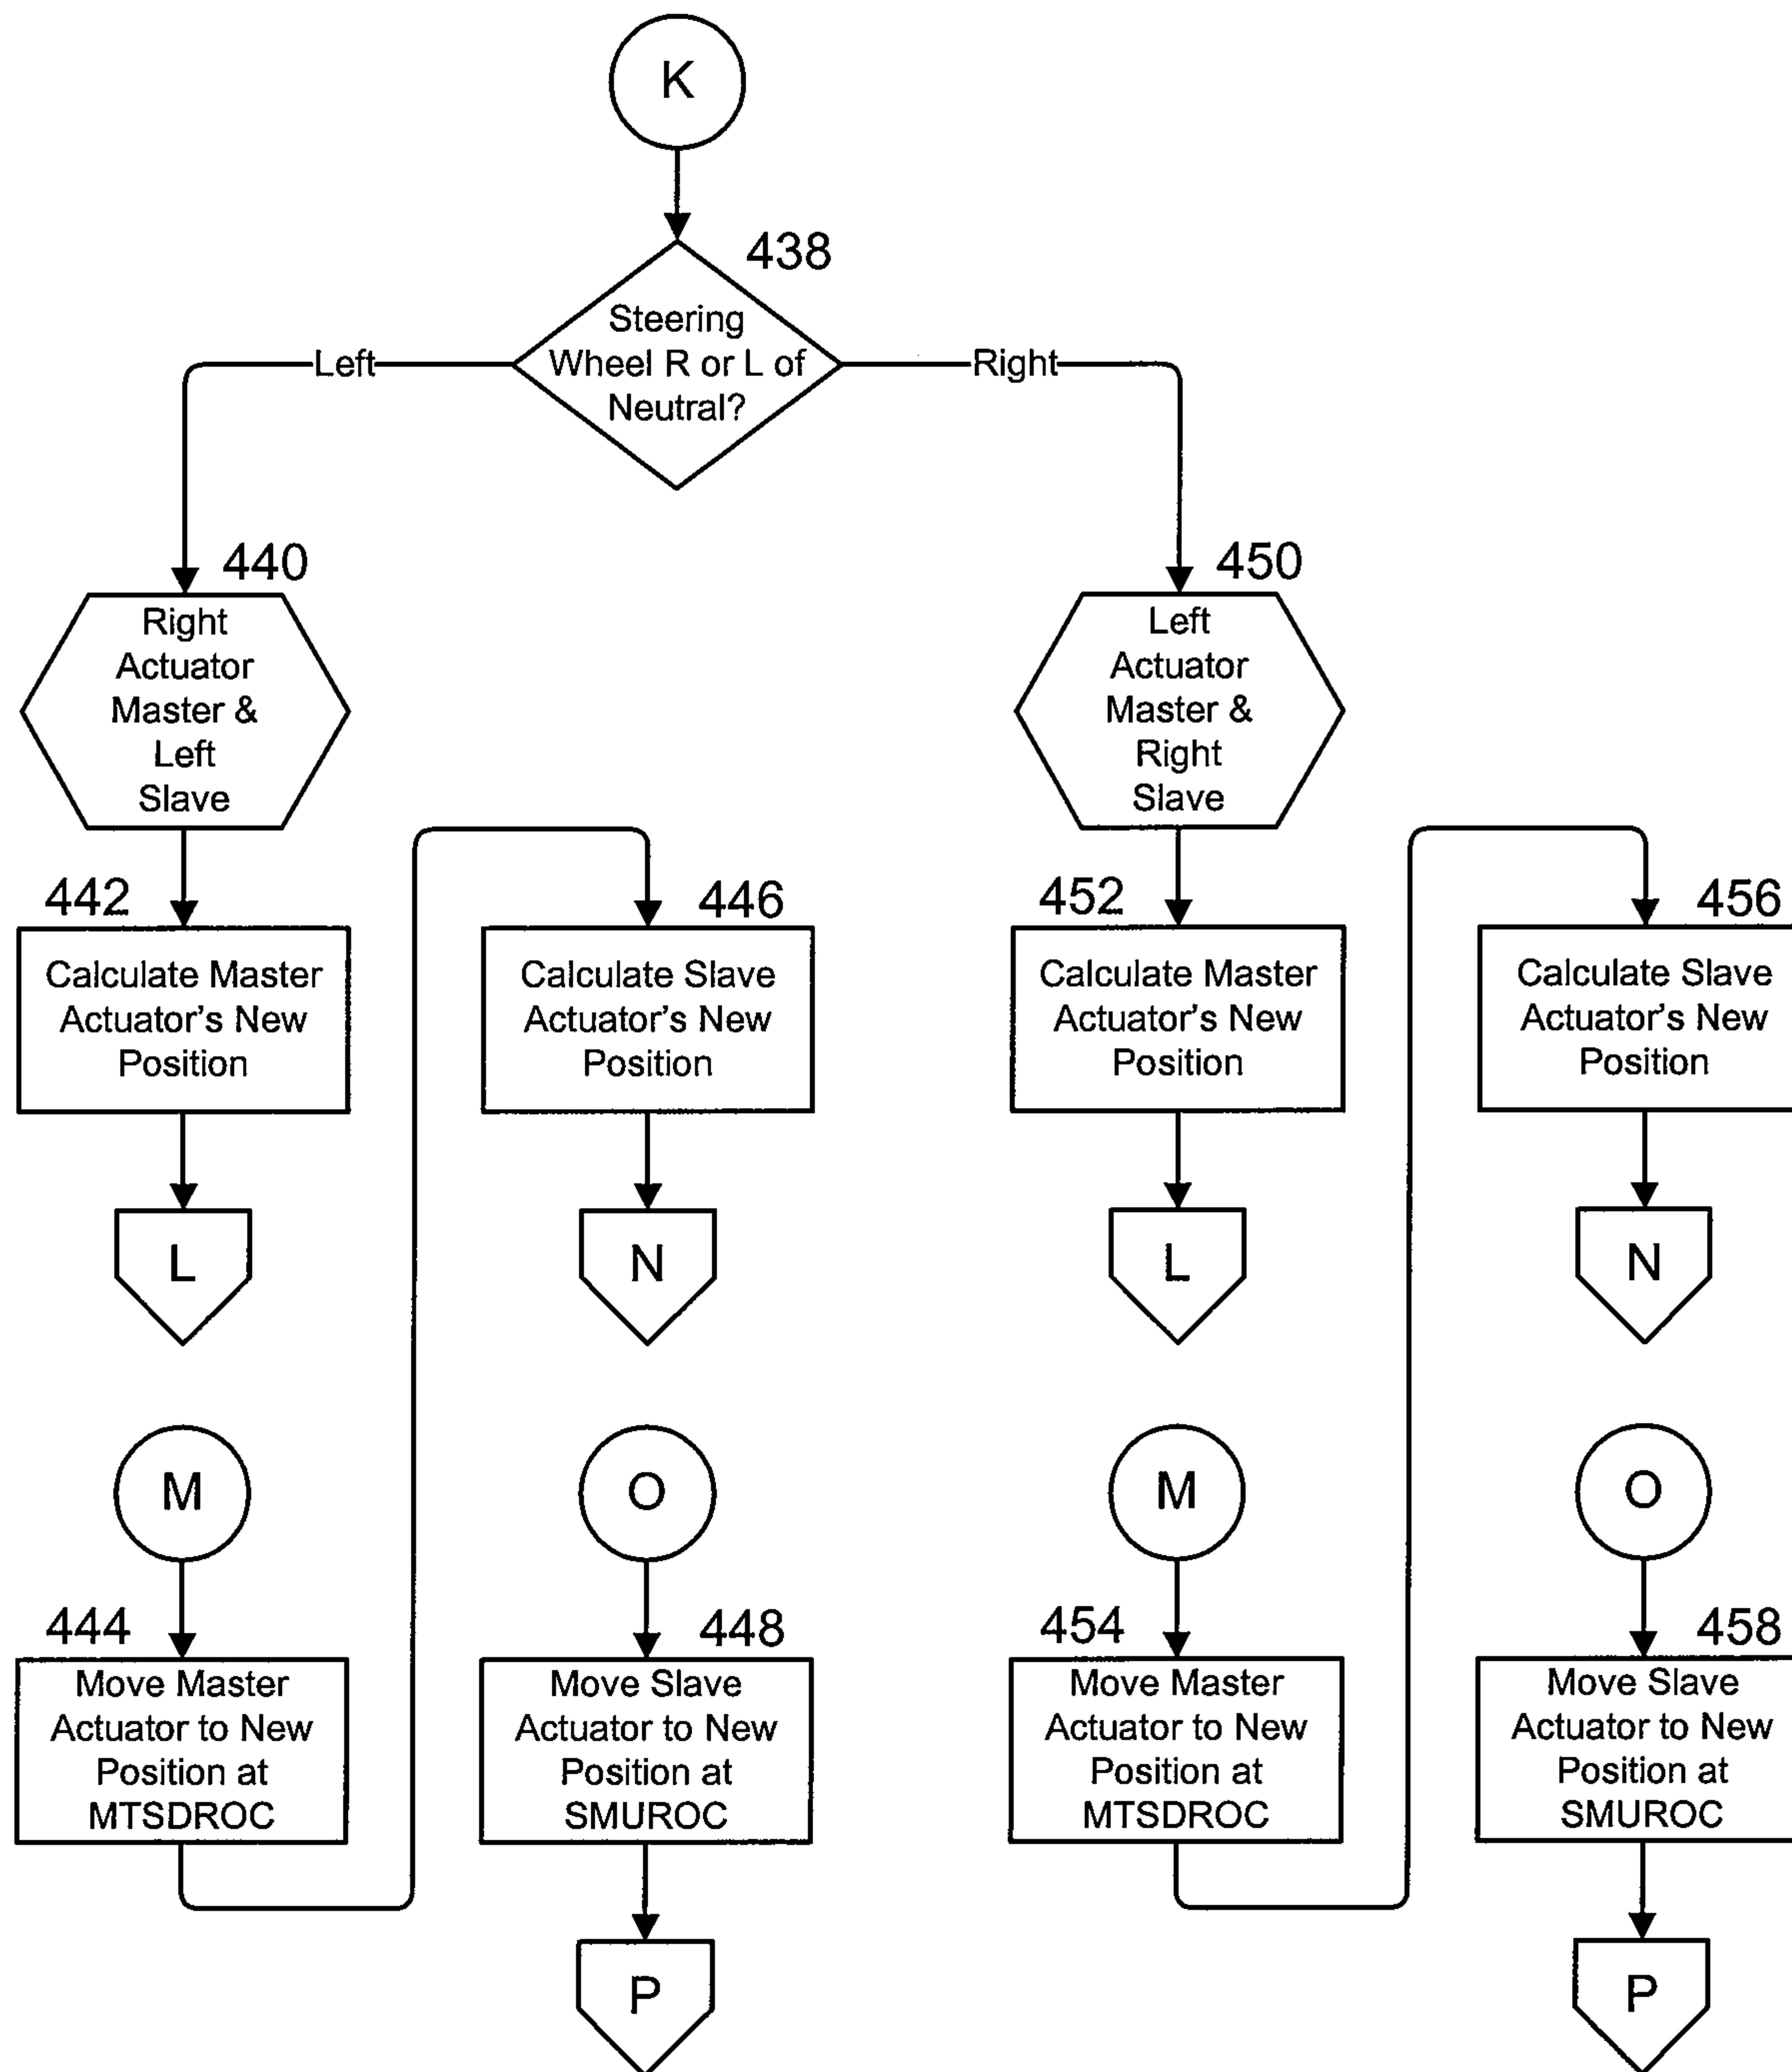 K
438
Steering
Wheel R or L of
Neutral?
Left
Right
440
Right
Actuator
Master &
Left
Slave
450
Left
Actuator
Master &
Right
Slave
442
Calculate Master
Actuator's New
Position
446
Calculate Slave
Actuator's New
Position
452
Calculate Master
Actuator's New
Position
456
Calculate Slave
Actuator's New
Position
L
N
L
N
M
O
M
O
444
Move Master
Actuator to New
Position at
MTSDROC
448
Move Slave
Actuator to New
Position at
SMUROC
454
Move Master
Actuator to New
Position at
MTSDROC
458
Move Slave
Actuator to New
Position at
SMUROC
P
P